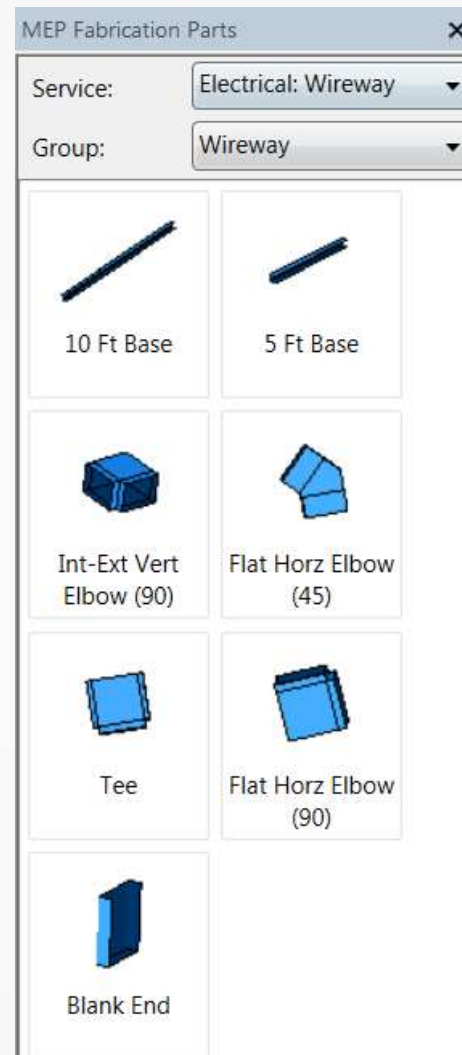 MEP Fabrication Parts
Service: Electrical: Wireway
Group: Wireway
10 Ft Base
5 Ft Base
Int-Ext Vert
Elbow (90)
Flat Horz Elbow
(45)
Tee
Flat Horz Elbow
(90)
Blank End